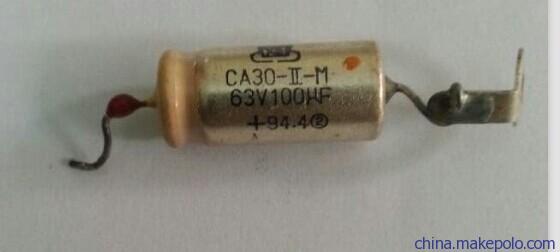 CA30-II-M
63V100µF
+94.4②
china.makepolo.com